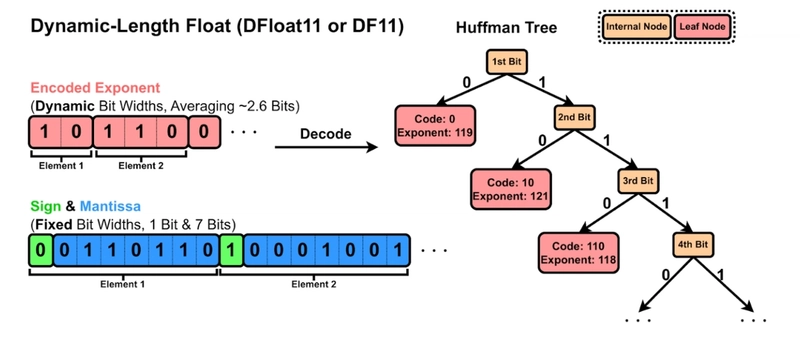 Dynamic-Length Float (DFloat11 or DF11)
Huffman Tree
Internal Node
Leaf Node
Encoded Exponent
(Dynamic Bit Widths, Averaging ~2.6 Bits)
1 0 1 1 0 0 ...
Element 1
Element 2
Decode
Sign & Mantissa
(Fixed Bit Widths, 1 Bit & 7 Bits)
0 0 1 1 0 1 1 0 1 0 0 0 1 0 0 1 ...
Element 1
Element 2
1st Bit
0
1
Code: 0
Exponent: 119
2nd Bit
0
1
Code: 10
Exponent: 121
3rd Bit
0
1
Code: 110
Exponent: 118
4th Bit
0
1
...
...